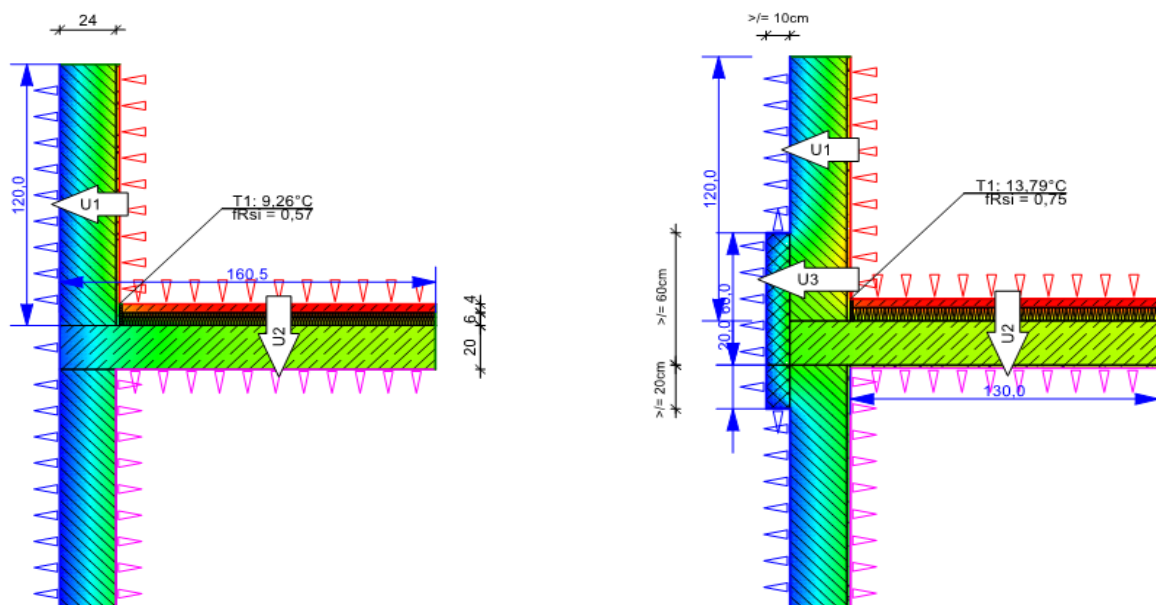 24
120,0
U1
T1: 9,26°C
fRsi = 0,57
160,5
U2
4
6
20
>/= 10cm
120,0
U1
T1: 13,79°C
fRsi = 0,75
U3
>/= 60cm
60,0
20,0
U2
>/= 20cm
130,0